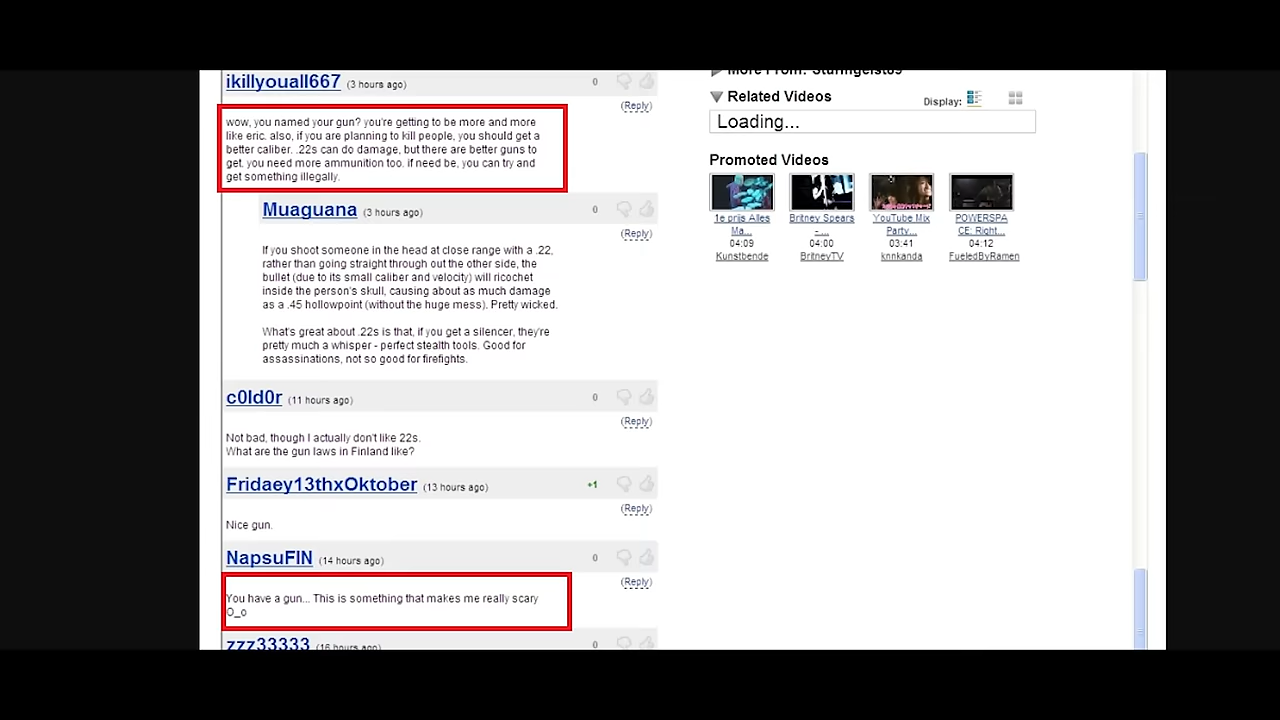 ikillyouall667 (3 hours ago) 0
(Reply)
wow, you named your gun? you're getting to be more and more
like eric. also, if you are planning to kill people, you should get a
better caliber. .22s can do damage, but there are better guns to
get. you need more ammunition too. if need be, you can try and
get something illegally.
Muaguana (3 hours ago) 0
(Reply)
If you shoot someone in the head at close range with a .22,
rather than going straight through out the other side, the
bullet (due to its small caliber and velocity) will ricochet
inside the person's skull, causing about as much damage
as a .45 hollowpoint (without the huge mess). Pretty wicked.
What's great about .22s is that, if you get a silencer, they're
pretty much a whisper - perfect stealth tools. Good for
assassinations, not so good for firefights.
c0ld0r (11 hours ago) 0
(Reply)
Not bad, though I actually don't like 22s.
What are the gun laws in Finland like?
Fridaey13thxOktober (13 hours ago) +1
(Reply)
Nice gun.
NapsuFIN (14 hours ago) 0
(Reply)
You have a gun... This is something that makes me really scary
O_o
zzz33333 (16 hours ago) 0
More From: Sturmgeist89
Related Videos
Display:
Loading...
Promoted Videos
1e prijs Alles
Ma...
04:09
Kunstbende
Britney Spears
- ...
04:00
BritneyTV
YouTube Mix
Party...
03:41
knnkanda
POWERSPA
CE: Right...
04:12
FueledByRamen